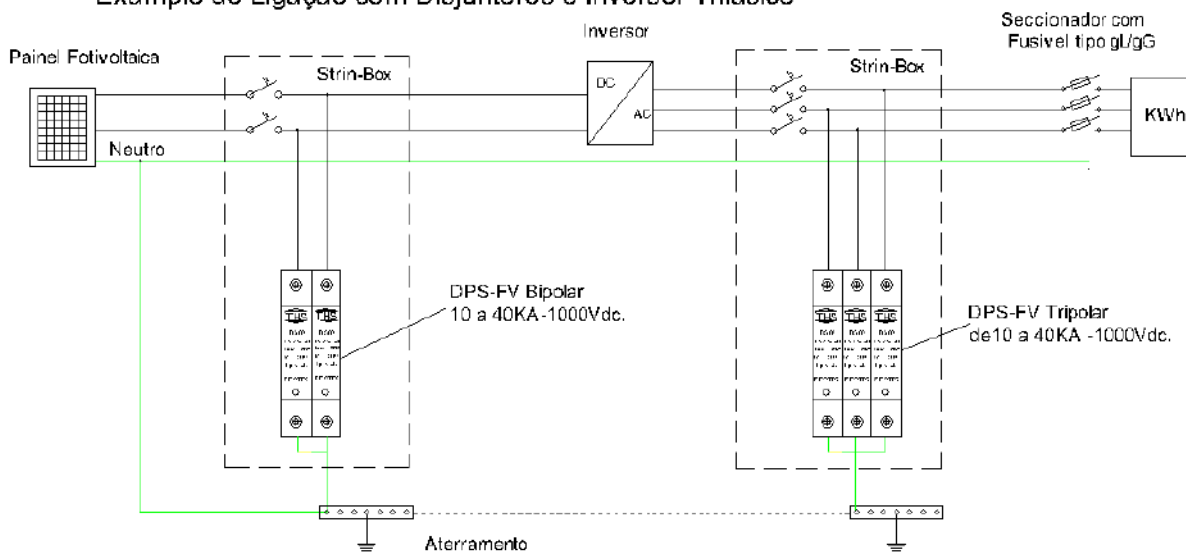 Exemplo de Ligação com Disjuntores e Inversor Trifásico
Seccionador com
Fusivel tipo gL/gG
Inversor
Painel Fotivoltaica
Strin-Box
Strin-Box
DC
AC
KWh
Neutro
DPS-FV Bipolar
10 a 40KA -1000Vdc.
DPS-FV Tripolar
de10 a 40KA -1000Vdc.
Aterramento